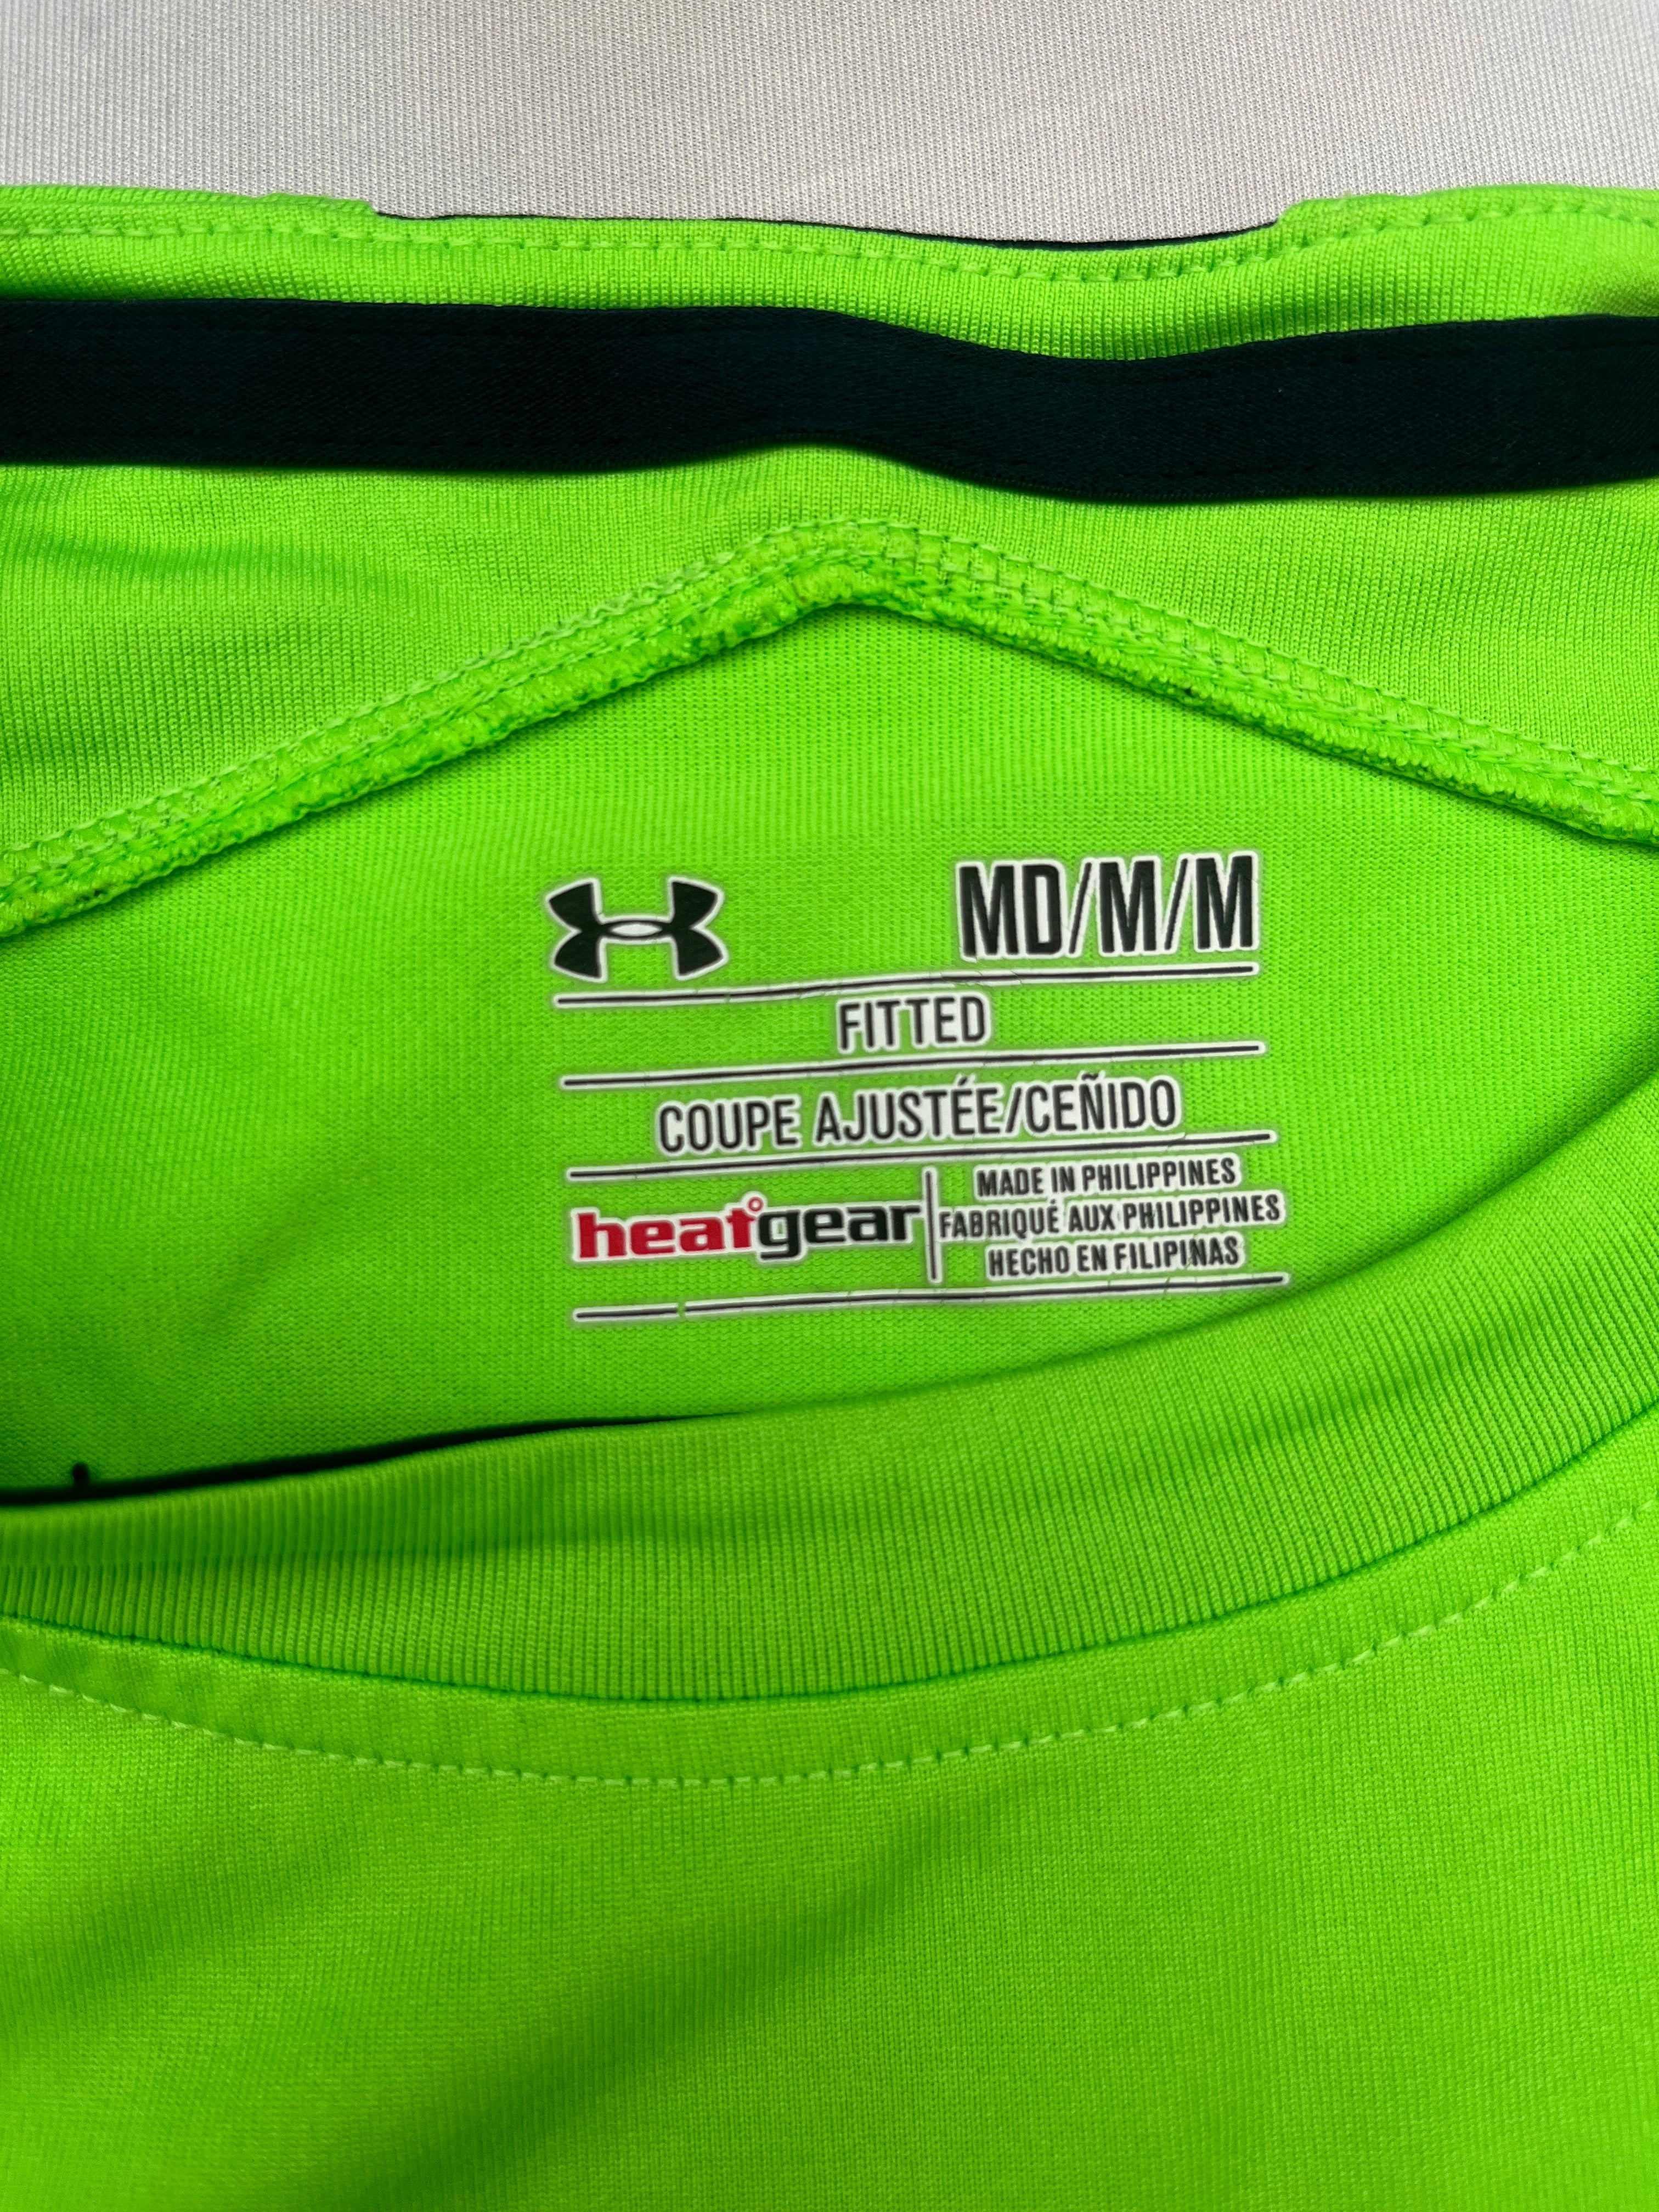 MD/M/M
FITTED
COUPE AJUSTÉE/CEÑIDO
heatgear
MADE IN PHILIPPINES
FABRIQUÉ AUX PHILIPPINES
HECHO EN FILIPINAS